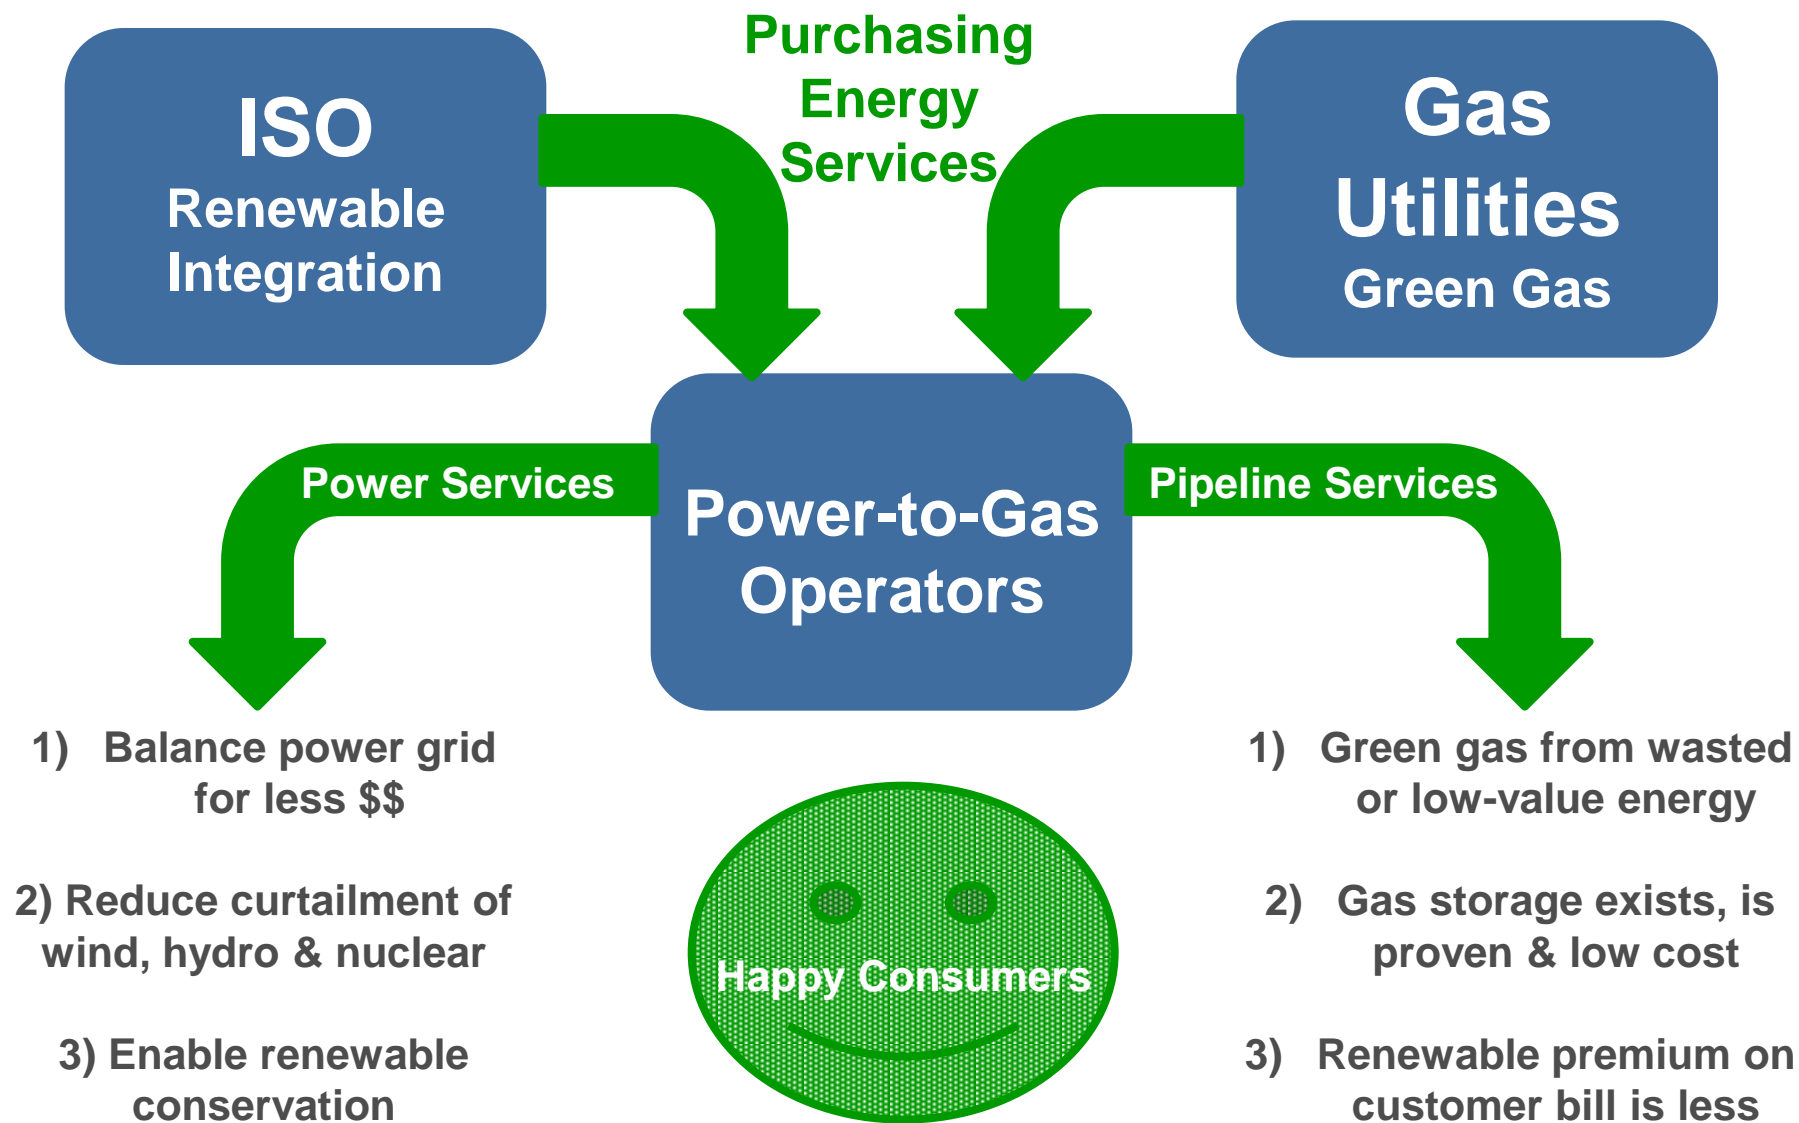 Purchasing
Energy
Services
ISO
Renewable
Integration
Gas
Utilities
Green Gas
Power Services
Power-to-Gas
Operators
Pipeline Services
1) Balance power grid
for less $$
2) Reduce curtailment of
wind, hydro & nuclear
3) Enable renewable
conservation
Happy Consumers
1) Green gas from wasted
or low-value energy
2) Gas storage exists, is
proven & low cost
3) Renewable premium on
customer bill is less